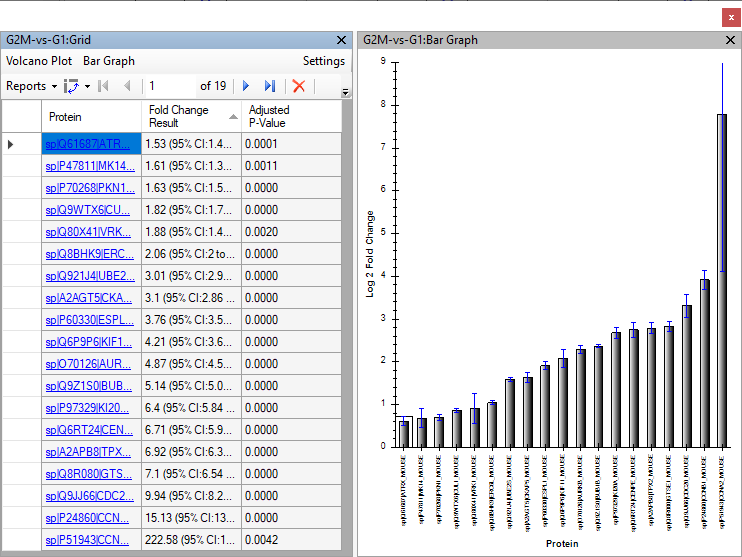 G2M-vs-G1:Grid
Volcano Plot Bar Graph Settings
Reports 1 of 19
Protein Fold Change Result Adjusted P-Value
sp|Q61687|ATR... 1.53 (95% CI:1.4... 0.0001
sp|P47811|MK14... 1.61 (95% CI:1.3... 0.0011
sp|P70268|PKN1... 1.63 (95% CI:1.5... 0.0000
sp|Q9WTX6|CU... 1.82 (95% CI:1.7... 0.0000
sp|Q80X41|VRK... 1.88 (95% CI:1.4... 0.0020
sp|Q8BHK9|ERC... 2.06 (95% CI:2 to... 0.0000
sp|Q921J4|UBE2... 3.01 (95% CI:2.9... 0.0000
sp|A2AGT5|CKA... 3.1 (95% CI:2.86 ... 0.0000
sp|P60330|ESPL... 3.76 (95% CI:3.5... 0.0000
sp|Q6P9P6|KIF1... 4.21 (95% CI:3.6... 0.0000
sp|O70126|AUR... 4.87 (95% CI:4.5... 0.0000
sp|Q9Z1S0|BUB... 5.14 (95% CI:5.0... 0.0000
sp|P97329|KI20... 6.4 (95% CI:5.84 ... 0.0000
sp|Q6RT24|CEN... 6.71 (95% CI:5.9... 0.0000
sp|A2APB8|TPX... 6.92 (95% CI:6.3... 0.0000
sp|Q8R080|GTS... 7.1 (95% CI:6.54 ... 0.0000
sp|Q9JJ66|CDC2... 9.94 (95% CI:8.2... 0.0000
sp|P24860|CCN... 15.13 (95% CI:13... 0.0000
sp|P51943|CCN... 222.58 (95% CI:1... 0.0042
G2M-vs-G1:Bar Graph
9
8
7
6
5
4
3
2
1
0
Log 2 Fold Change
Protein